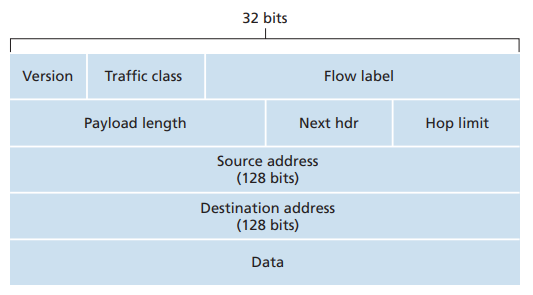 32 bits
Version Traffic class Flow label
Payload length Next hdr Hop limit
Source address
(128 bits)
Destination address
(128 bits)
Data